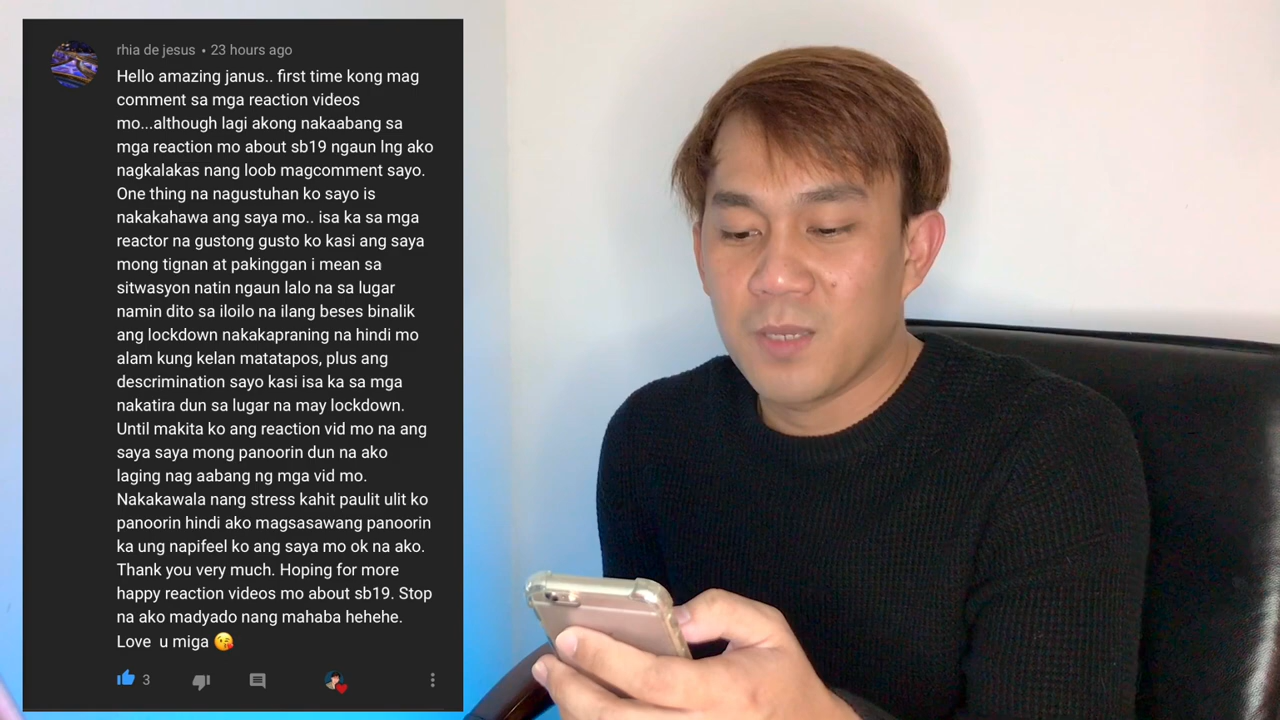 rhia de jesus • 23 hours ago
Hello amazing janus.. first time kong mag
comment sa mga reaction videos
mo...although lagi akong nakaabang sa
mga reaction mo about sb19 ngaun lng ako
nagkalakas nang loob magcomment sayo.
One thing na nagustuhan ko sayo is
nakakahawa ang saya mo.. isa ka sa mga
reactor na gustong gusto ko kasi ang saya
mong tignan at pakinggan i mean sa
sitwasyon natin ngaun lalo na sa lugar
namin dito sa iloilo na ilang beses binalik
ang lockdown nakakapraning na hindi mo
alam kung kelan matatapos, plus ang
descrimination sayo kasi isa ka sa mga
nakatira dun sa lugar na may lockdown.
Until makita ko ang reaction vid mo na ang
saya saya mong panoorin dun na ako
laging nag aabang ng mga vid mo.
Nakakawala nang stress kahit paulit ulit ko
panoorin hindi ako magsasawang panoorin
ka ung napifeel ko ang saya mo ok na ako.
Thank you very much. Hoping for more
happy reaction videos mo about sb19. Stop
na ako madyado nang mahaba hehehe.
Love  u miga 😘
3